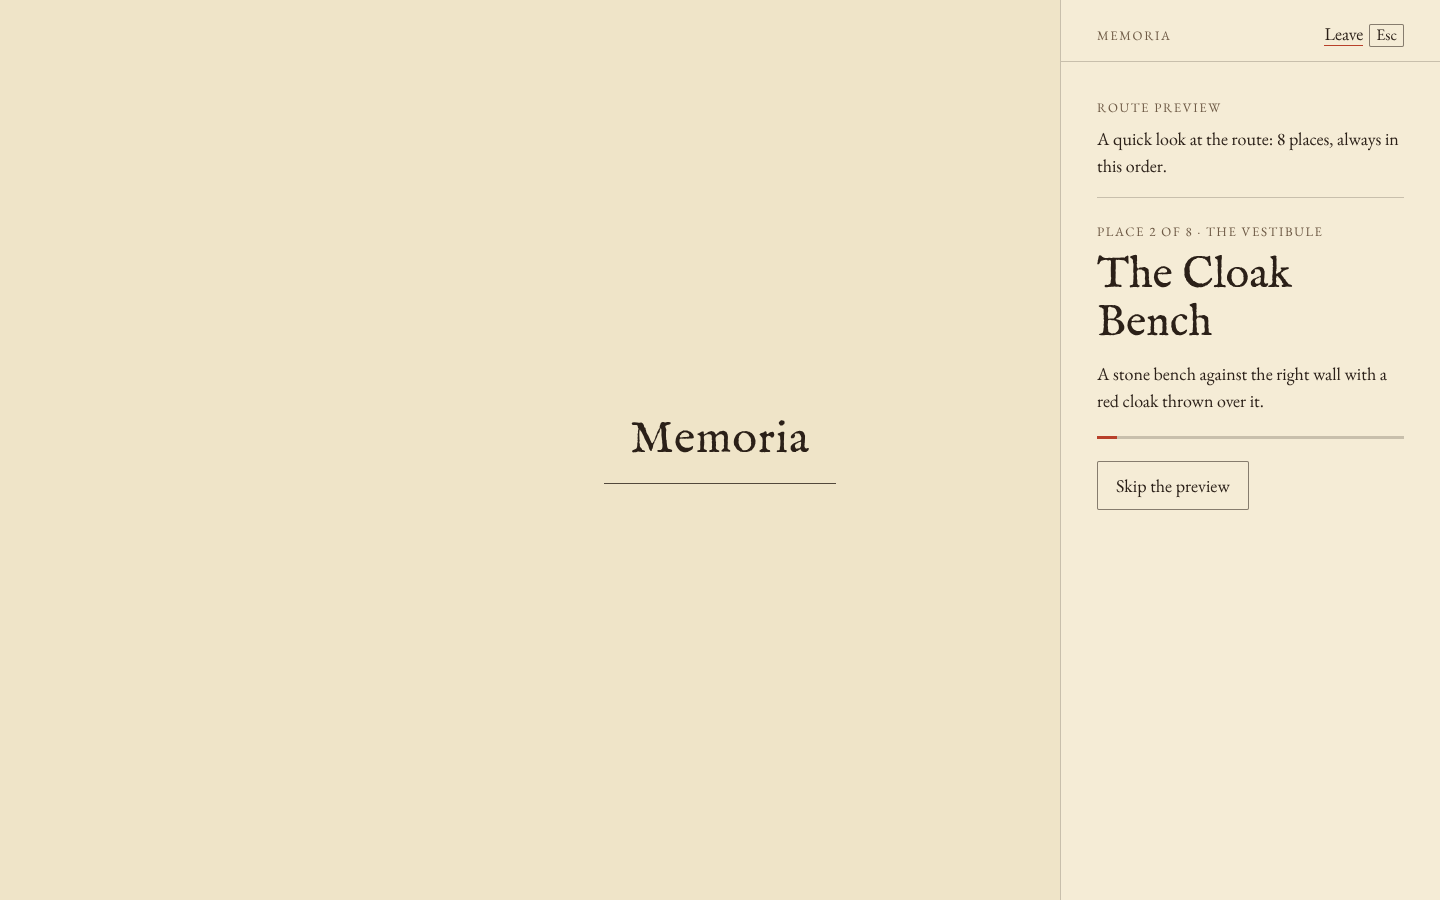 Memoria
MEMORIA
Leave Esc
ROUTE PREVIEW
A quick look at the route: 8 places, always in
this order.
PLACE 2 OF 8 · THE VESTIBULE
The Cloak
Bench
A stone bench against the right wall with a
red cloak thrown over it.
Skip the preview